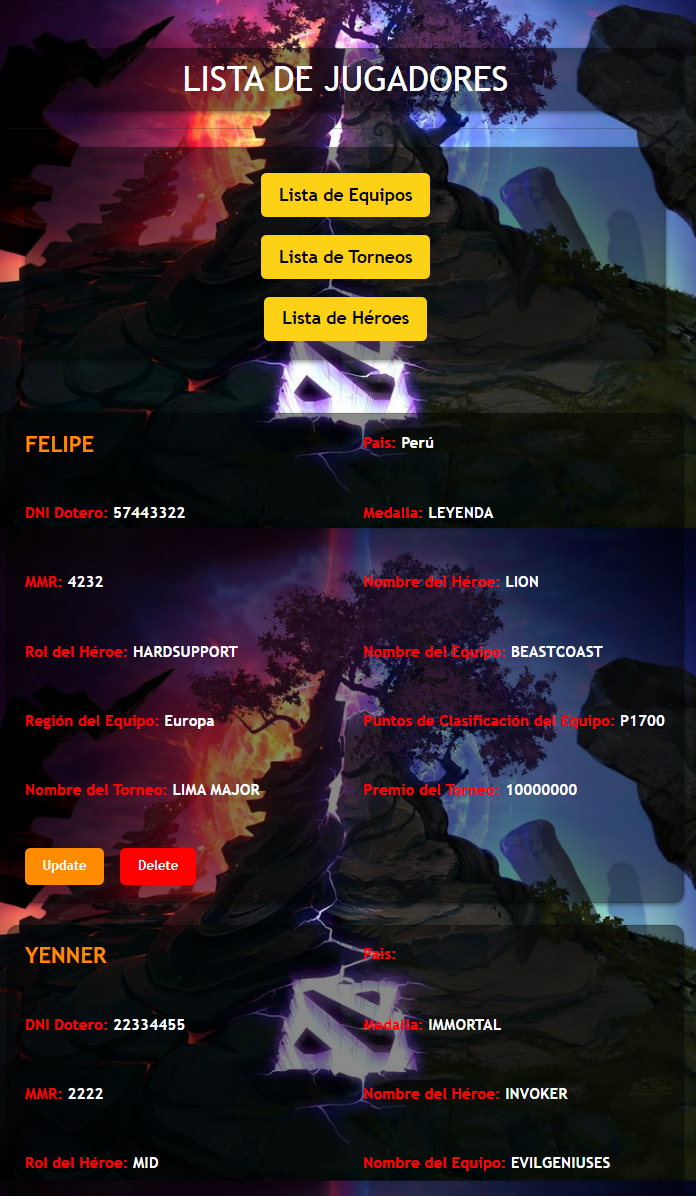 LISTA DE JUGADORES
Lista de Equipos
Lista de Torneos
Lista de Héroes
FELIPE
Pais: Perú
DNI Dotero: 57443322
Medalla: LEYENDA
MMR: 4232
Nombre del Héroe: LION
Rol del Héroe: HARDSUPPORT
Nombre del Equipo: BEASTCOAST
Región del Equipo: Europa
Puntos de Clasificación del Equipo: P1700
Nombre del Torneo: LIMA MAJOR
Premio del Torneo: 10000000
Update
Delete
YENNER
Pais:
DNI Dotero: 22334455
Medalla: IMMORTAL
MMR: 2222
Nombre del Héroe: INVOKER
Rol del Héroe: MID
Nombre del Equipo: EVILGENIUSES